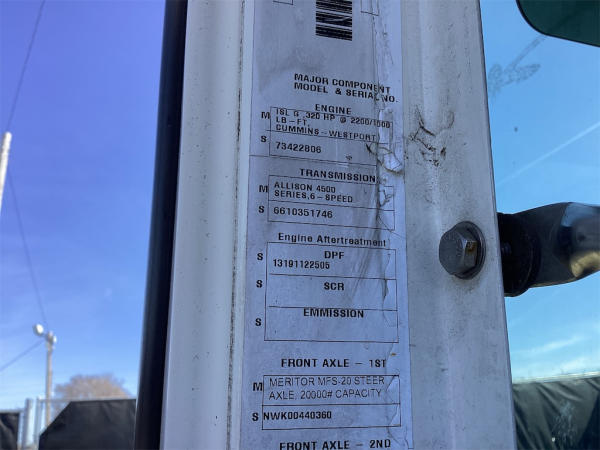 MAJOR COMPONENT
MODEL & SERIAL NO.
ENGINE
M ISL G ,320 HP @ 2200/1000
LB-FT.
CUMMINS-WESTPORT
S 73422806
TRANSMISSION
M ALLISON 4500
SERIES,6-SPEED
S 6610351746
Engine Aftertreatment
DPF
S 13191122505
SCR
S
EMMISSION
S
FRONT AXLE - 1ST
M MERITOR MFS-20 STEER
AXLE, 20000# CAPACITY
S NWK00440360
FRONT AXLE - 2ND